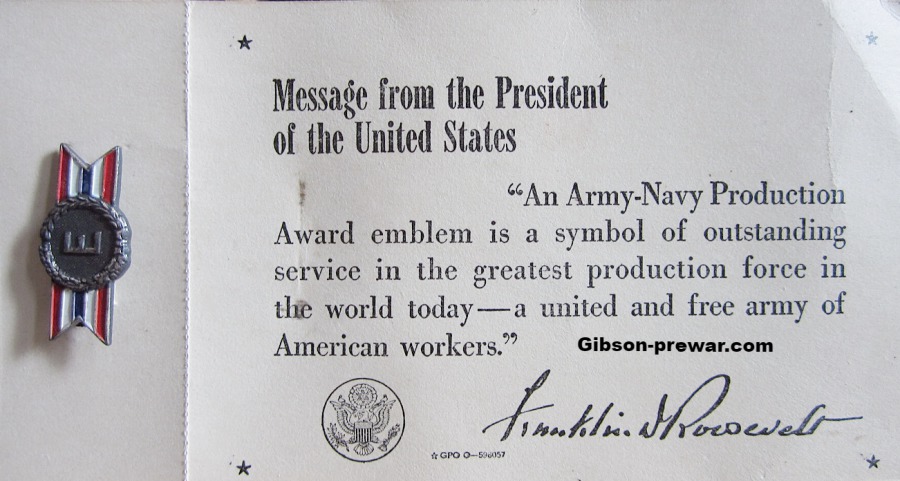 Message from the President
of the United States
“An Army-Navy Production
Award emblem is a symbol of outstanding
service in the greatest production force in
the world today—a united and free army of
American workers.”
Gibson-prewar.com
Franklin D Roosevelt
☆ GPO O—596057
E